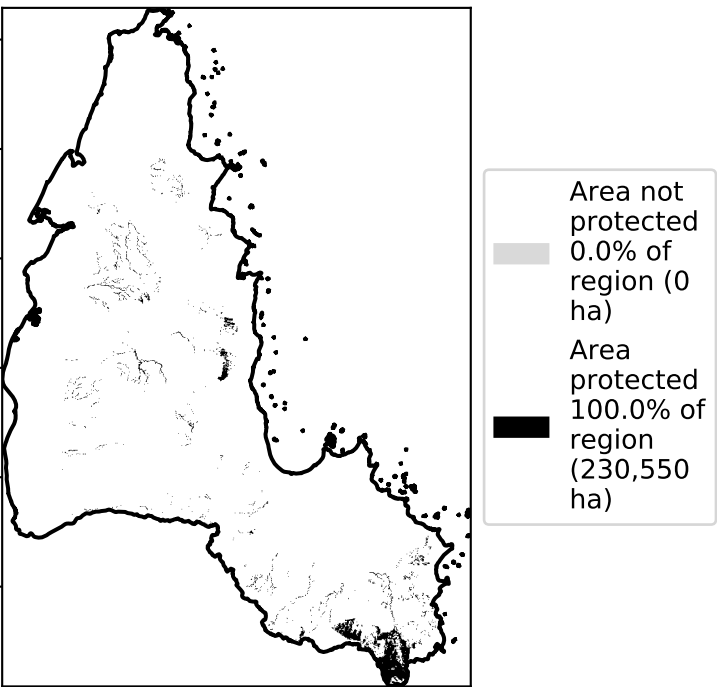 Area not
protected
0.0% of
region (0
ha)
Area
protected
100.0% of
region
(230,550
ha)